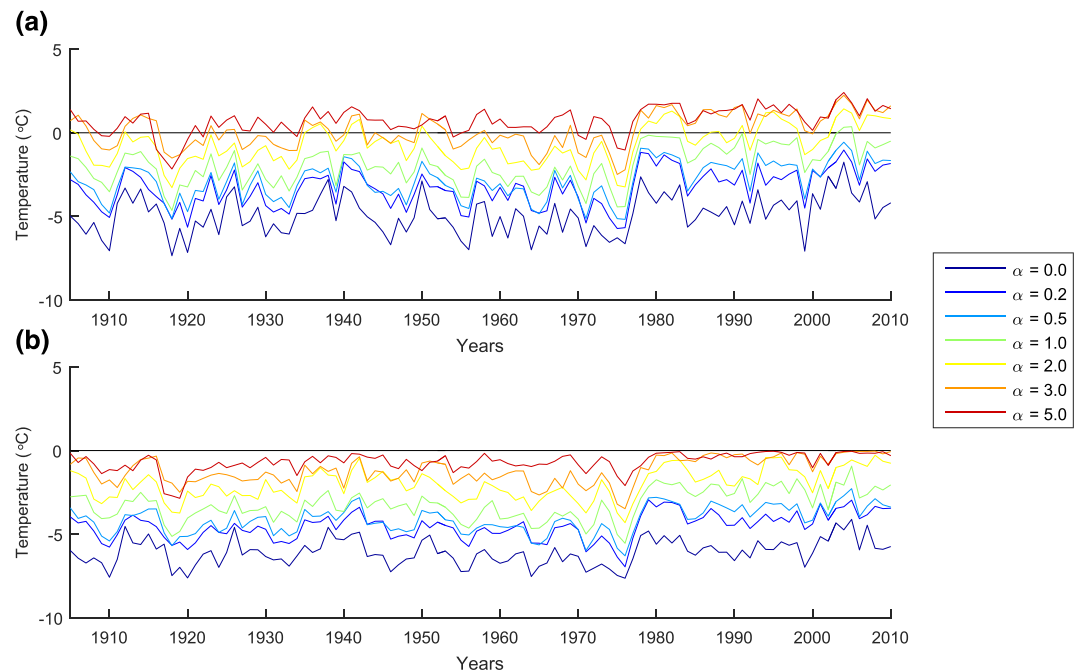 (a)
5
0
-5
-10
Temperature (°C)
1910 1920 1930 1940 1950 1960 1970 1980 1990 2000 2010
Years
(b)
5
0
-5
-10
Temperature (°C)
1910 1920 1930 1940 1950 1960 1970 1980 1990 2000 2010
Years
α = 0.0
α = 0.2
α = 0.5
α = 1.0
α = 2.0
α = 3.0
α = 5.0